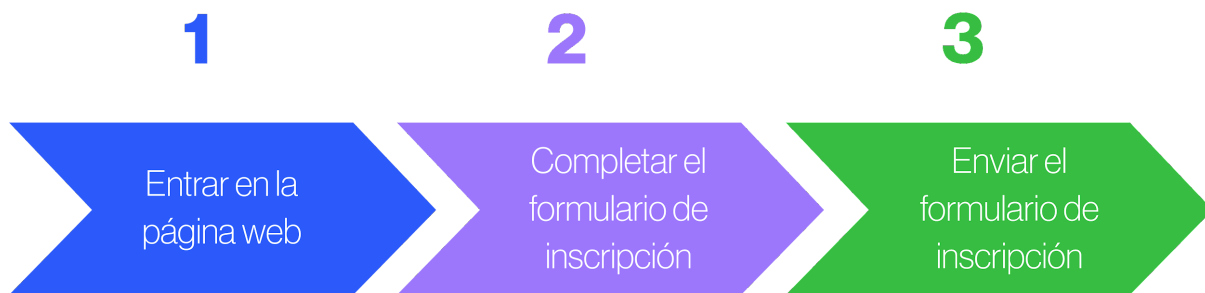 1
2
3
Entrar en la
página web
Completar el
formulario de
inscripción
Enviar el
formulario de
inscripción